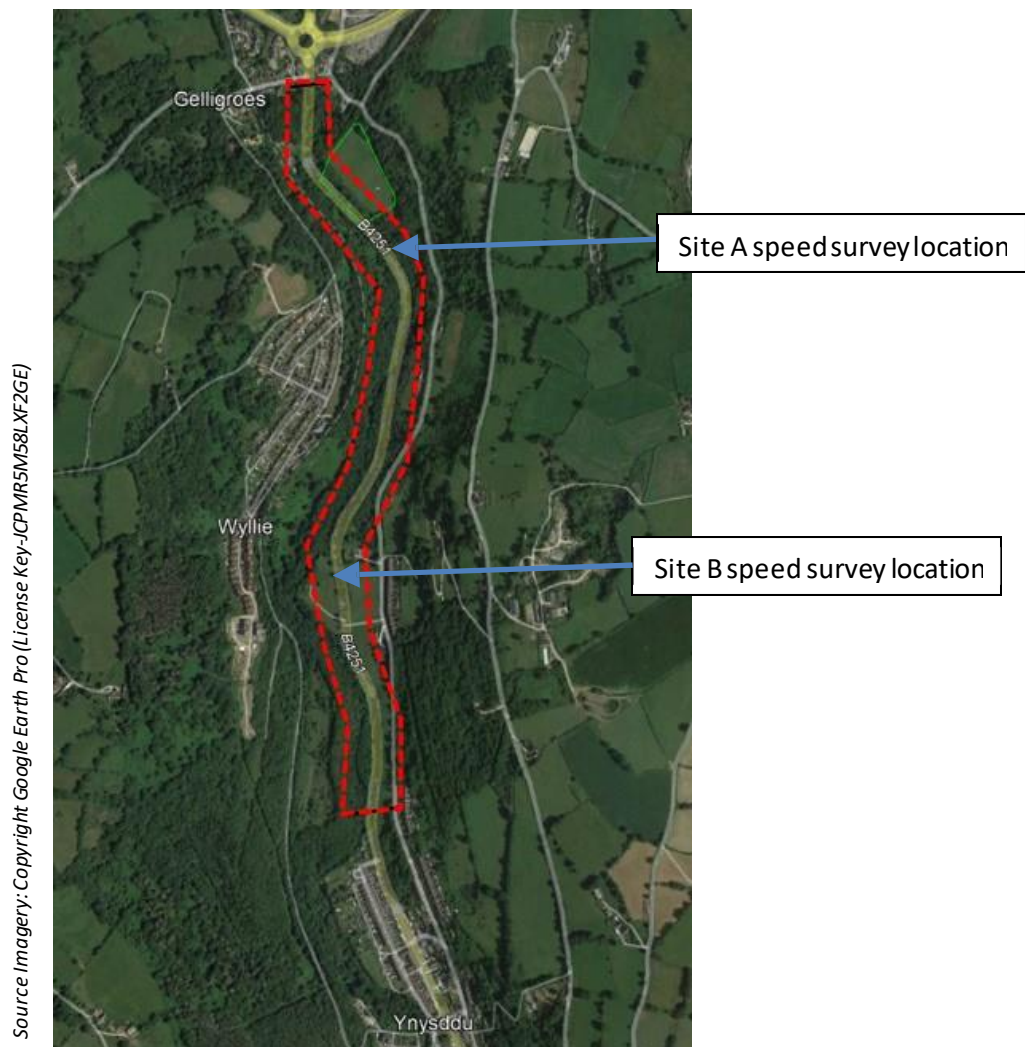 Gelligroes
B4251
Site A speed survey location
Wyllie
Site B speed survey location
B4251
Ynysddu
Source Imagery: Copyright Google Earth Pro (License Key-JCPMR5M58LXF2GE)